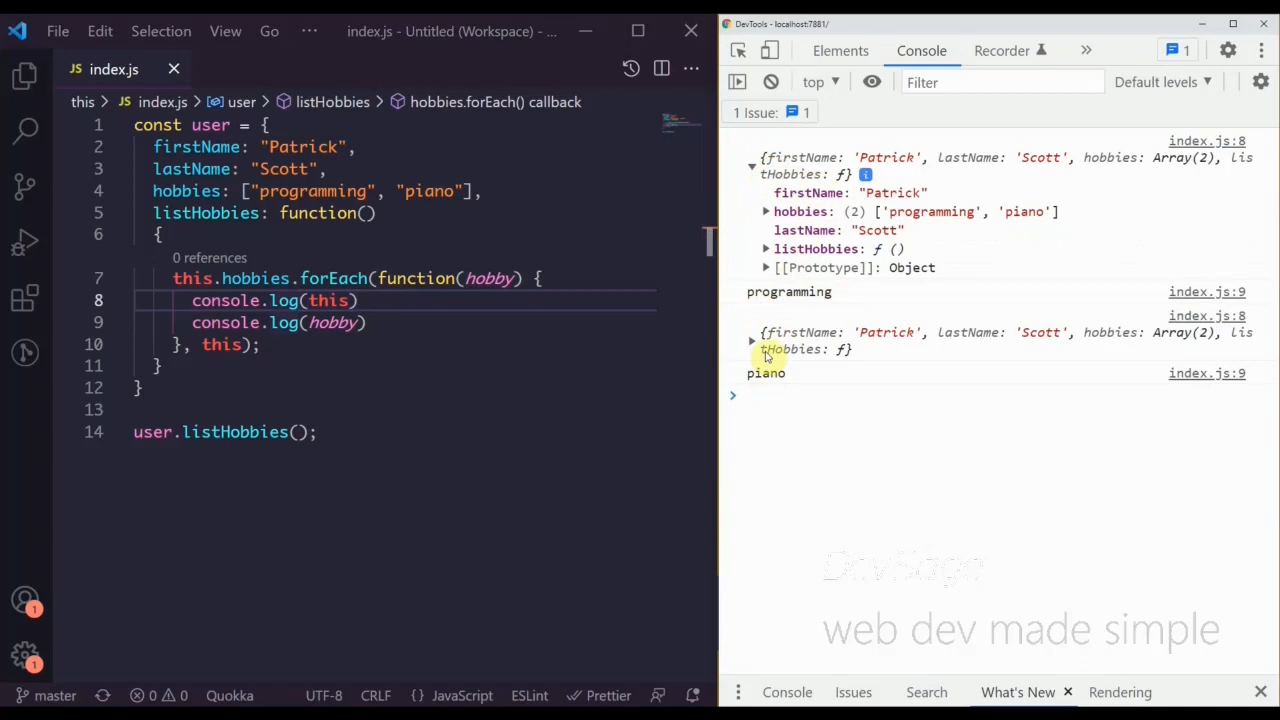 File Edit Selection View Go ··· index.js - Untitled (Workspace) - ...
JS index.js
this > JS index.js > user > listHobbies > hobbies.forEach() callback
1 const user = {
2 firstName: "Patrick",
3 lastName: "Scott",
4 hobbies: ["programming", "piano"],
5 listHobbies: function()
6 {
0 references
7 this.hobbies.forEach(function(hobby) {
8 console.log(this)
9 console.log(hobby)
10 }, this);
11 }
12 }
13
14 user.listHobbies();
1
1
master 0 0 Quokka UTF-8 CRLF {} JavaScript ESLint Prettier
DevTools - localhost:7881/
Elements Console Recorder » 1
top Filter Default levels
1 Issue: 1
index.js:8
{firstName: 'Patrick', lastName: 'Scott', hobbies: Array(2), lis
tHobbies: ƒ} i
firstName: "Patrick"
hobbies: (2) ['programming', 'piano']
lastName: "Scott"
listHobbies: ƒ ()
[[Prototype]]: Object
programming index.js:9
index.js:8
{firstName: 'Patrick', lastName: 'Scott', hobbies: Array(2), lis
tHobbies: ƒ}
piano index.js:9
>
DevSage
web dev made simple
Console Issues Search What's New Rendering